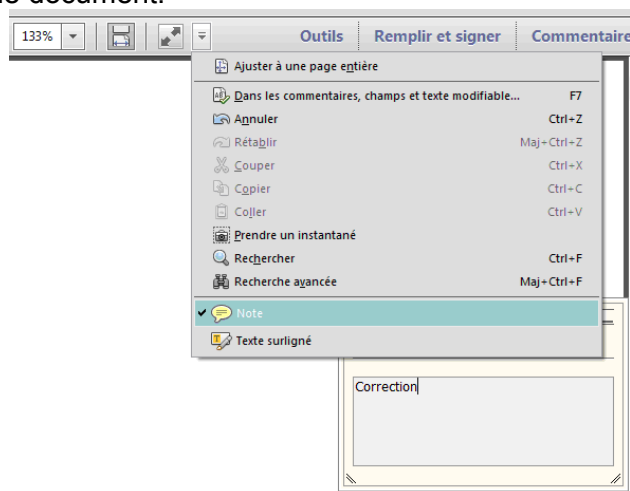 le document.
133% Outils Remplir et signer Commentaire
Ajuster à une page entière
Dans les commentaires, champs et texte modifiable... F7
Annuler Ctrl+Z
Rétablir Maj+Ctrl+Z
Couper Ctrl+X
Copier Ctrl+C
Coller Ctrl+V
Prendre un instantané
Rechercher Ctrl+F
Recherche avancée Maj+Ctrl+F
Note
Texte surligné
Correction